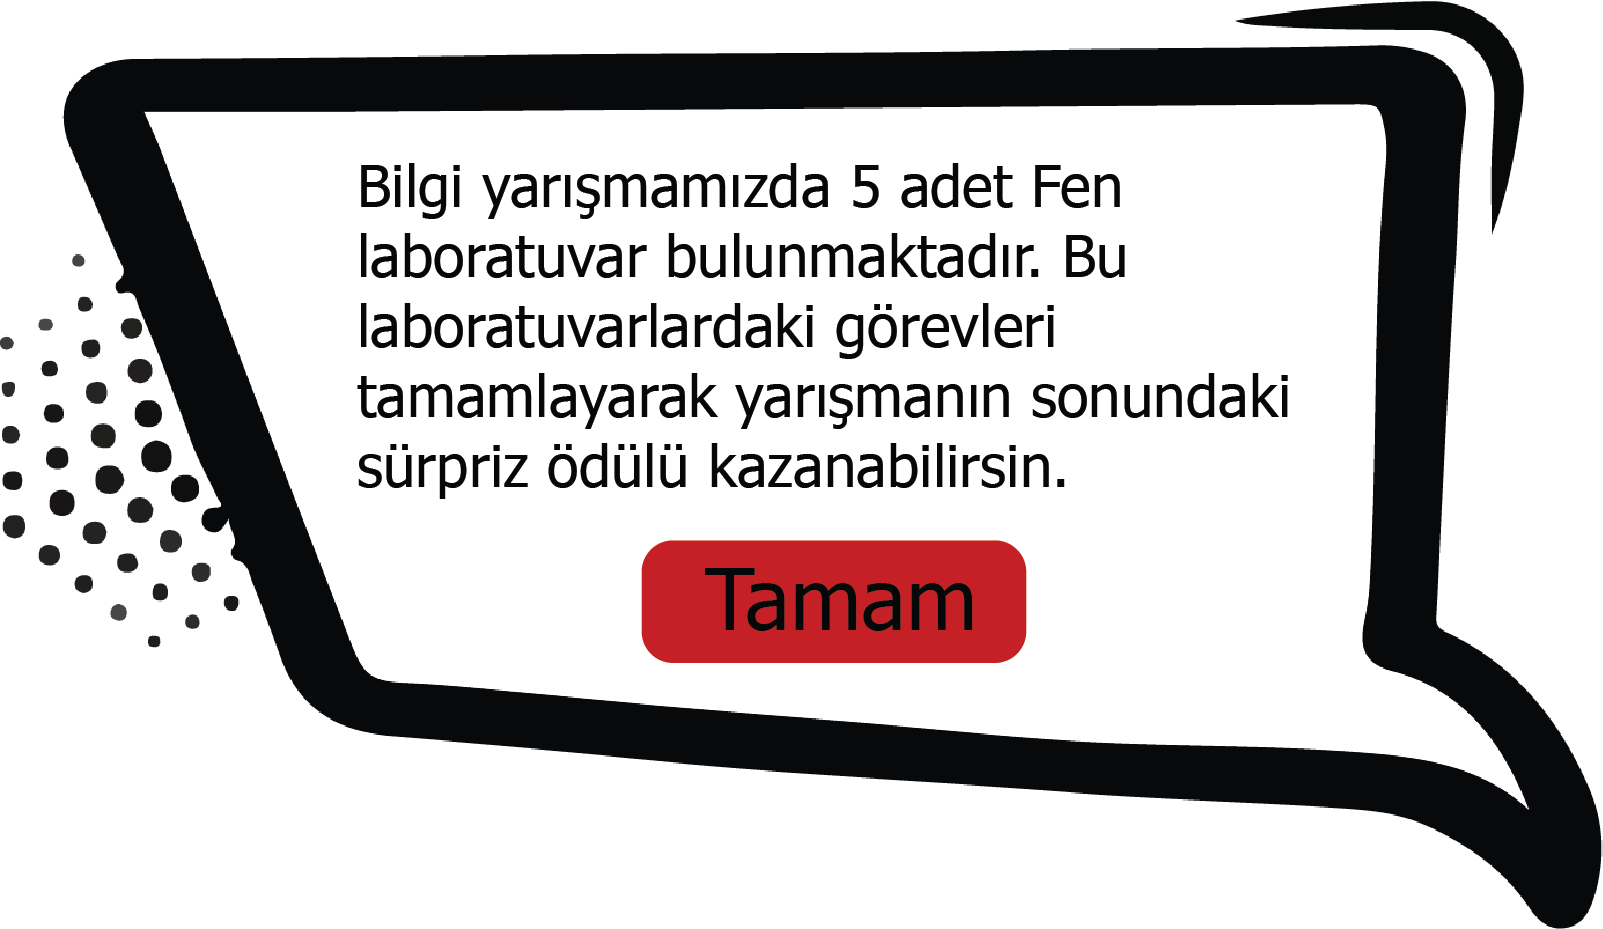 Bilgi yarışmamızda 5 adet Fen
laboratuvar bulunmaktadır. Bu
laboratuvarlardaki görevleri
tamamlayarak yarışmanın sonundaki
sürpriz ödülü kazanabilirsin.
Tamam